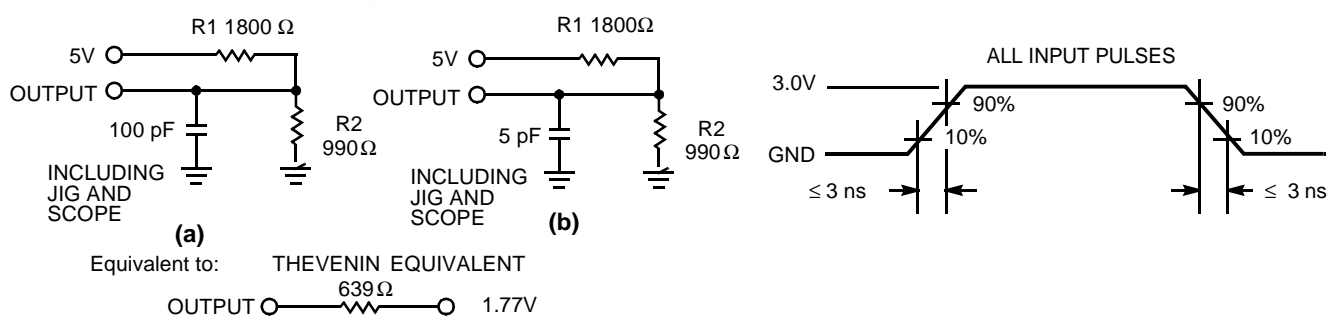 R1 1800 Ω
5V
OUTPUT
100 pF
R2
990Ω
INCLUDING
JIG AND
SCOPE
(a)
R1 1800Ω
5V
OUTPUT
5 pF
R2
990Ω
INCLUDING
JIG AND
SCOPE
(b)
ALL INPUT PULSES
3.0V
90%
90%
10%
10%
GND
≤ 3 ns
≤ 3 ns
Equivalent to: THEVENIN EQUIVALENT
639Ω
OUTPUT 1.77V